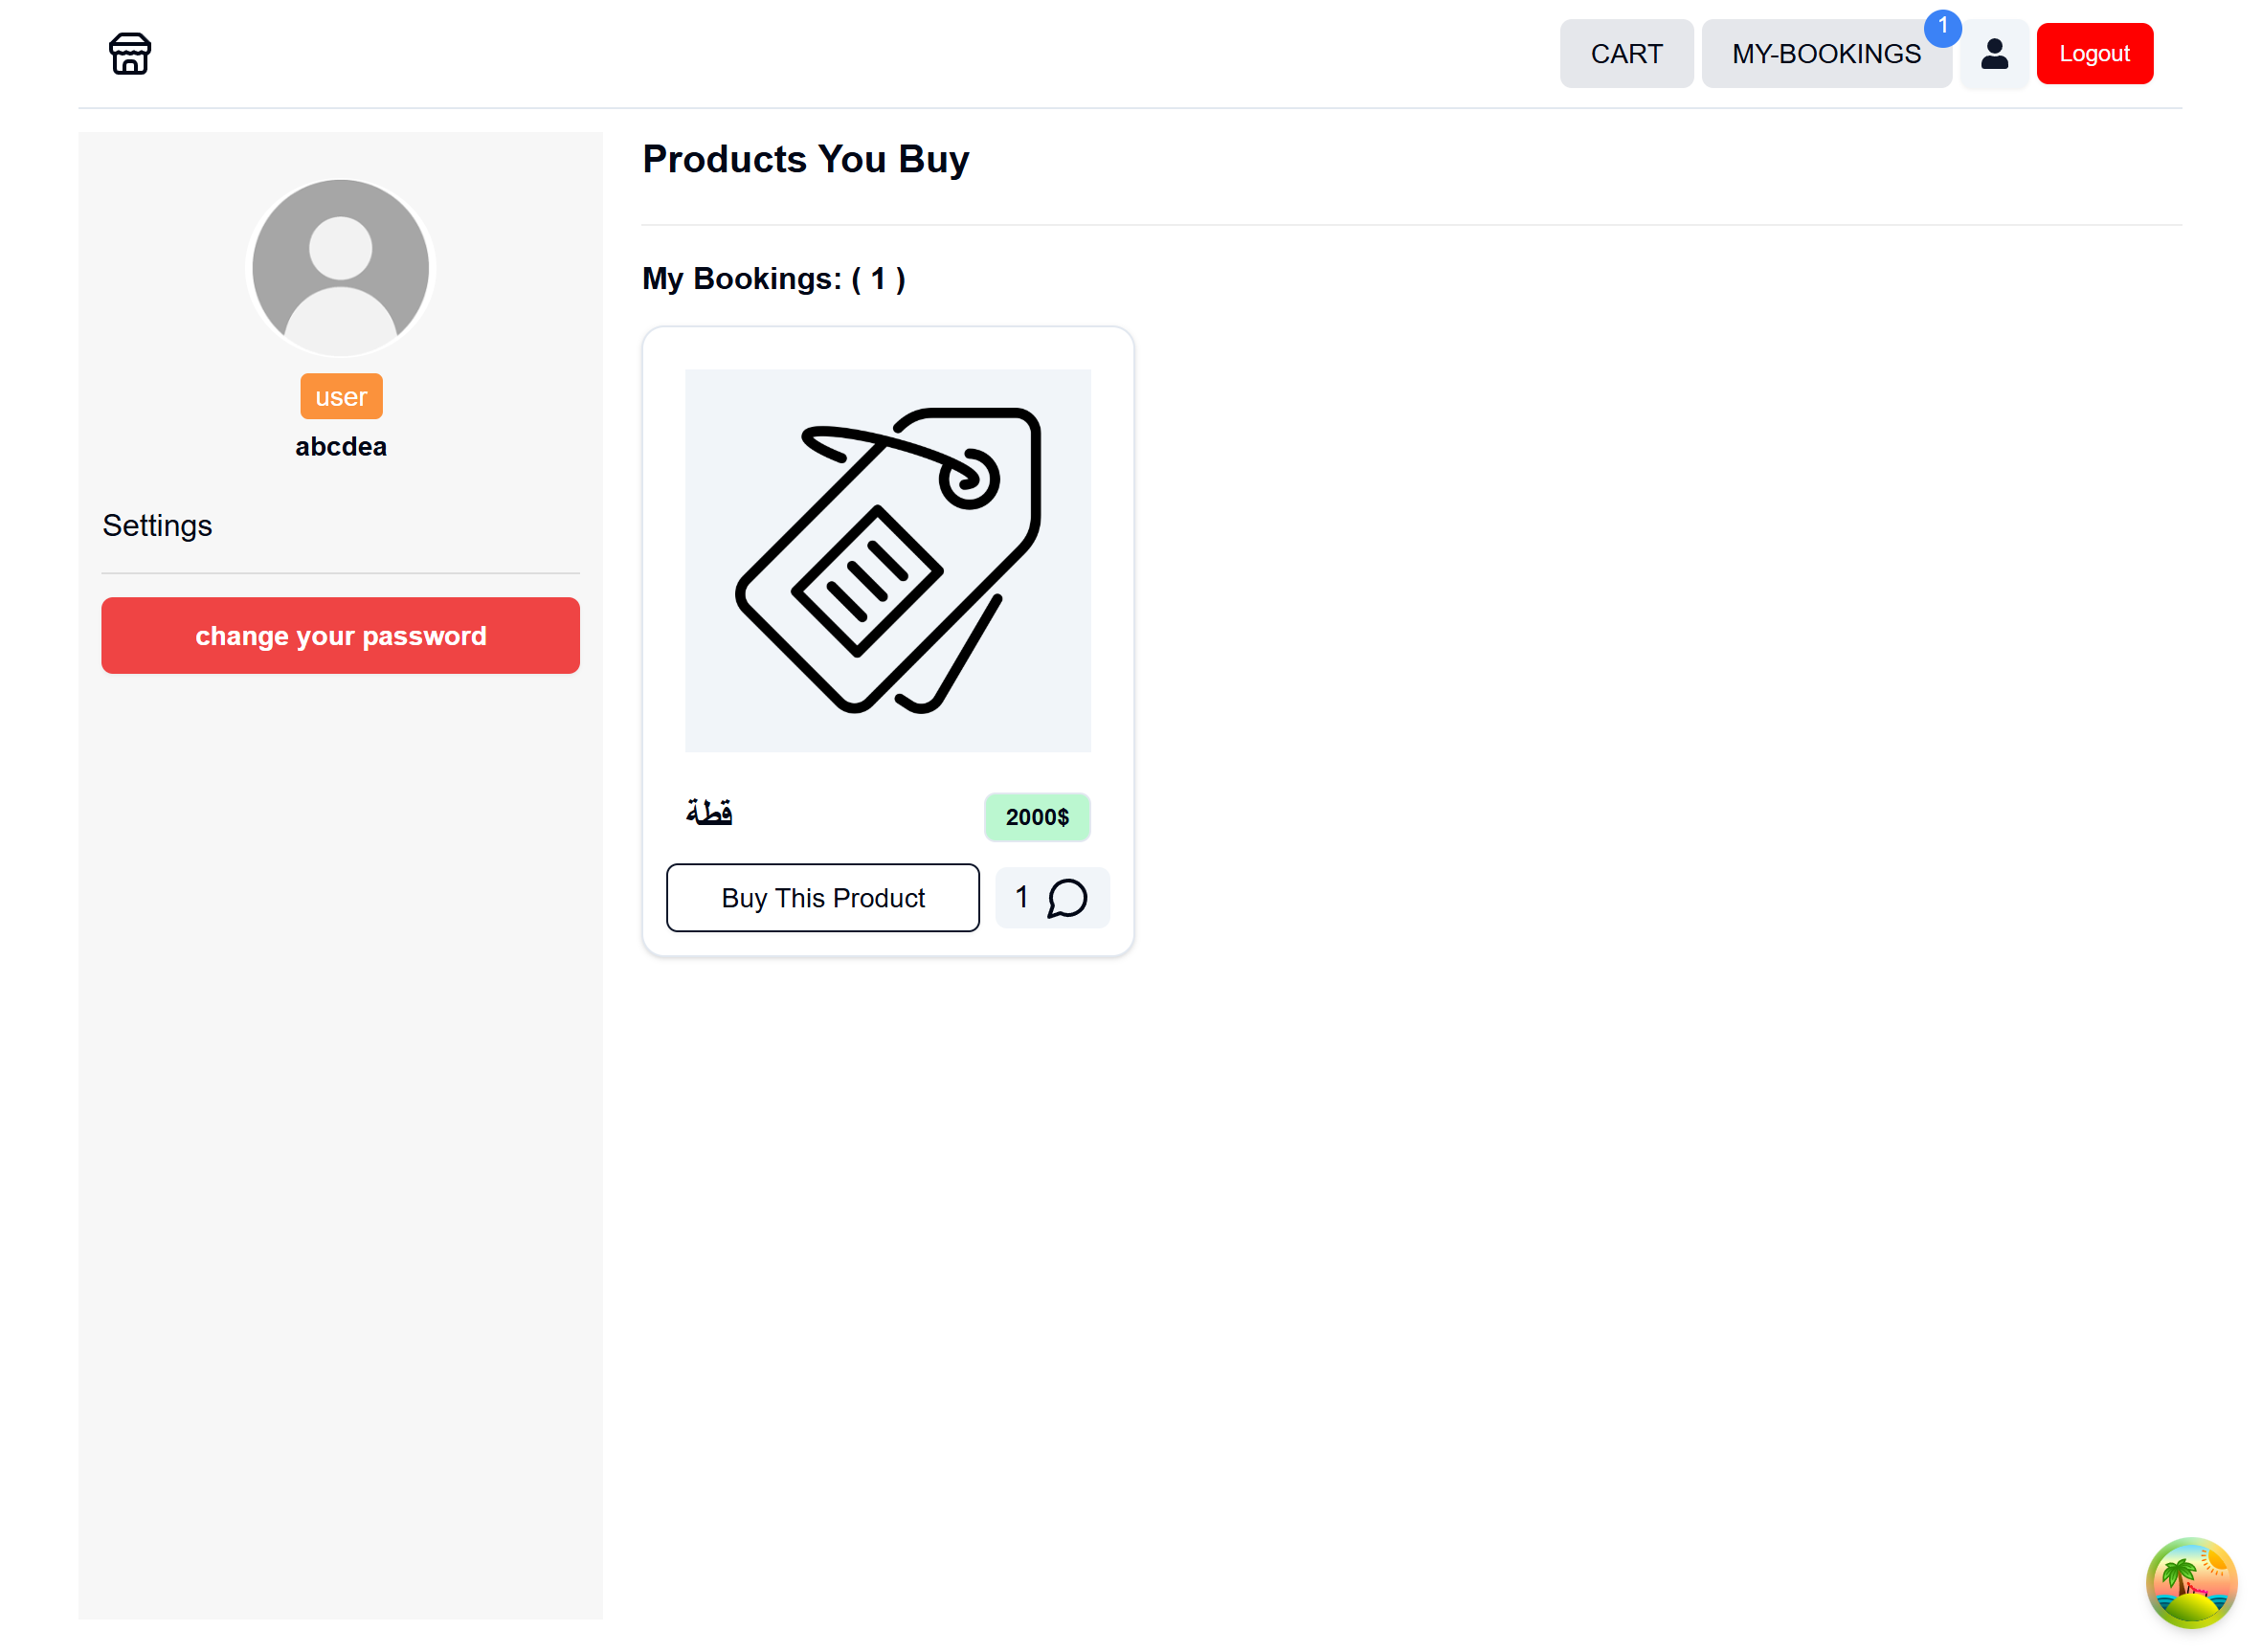 CART
MY-BOOKINGS
1
Logout
user
abcdea
Settings
change your password
Products You Buy
My Bookings: ( 1 )
قطة
2000$
Buy This Product
1